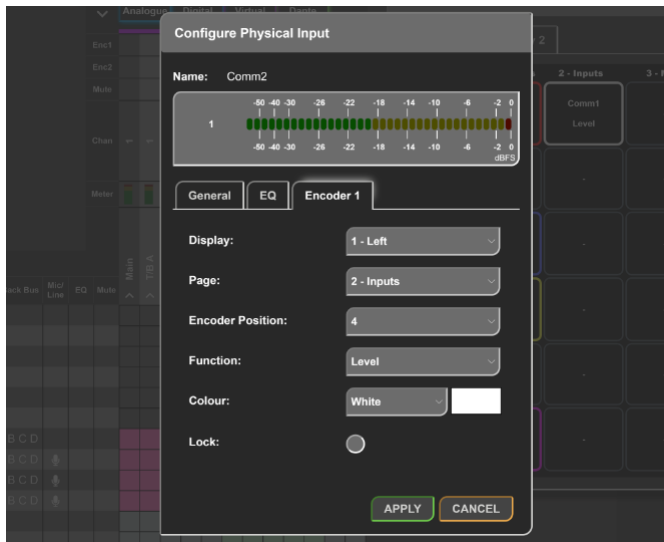 Analogue Digital Virtual Dante
Configure Physical Input
Name: Comm2
-50 -40 -30 -26 -22 -18 -14 -10 -6 -2 0
1
-50 -40 -30 -26 -22 -18 -14 -10 -6 -2 0
dBFS
General EQ Encoder 1
Display: 1 - Left
Page: 2 - Inputs
Encoder Position: 4
Function: Level
Colour: White
Lock:
APPLY CANCEL
Enc1
Enc2
Mute
Chan
Meter
Main
T/B A
Bus Mic/ EQ Mute
Line
B C D
B C D
B C D
B C D
2
2 - Inputs 3 -
Comm1
Level